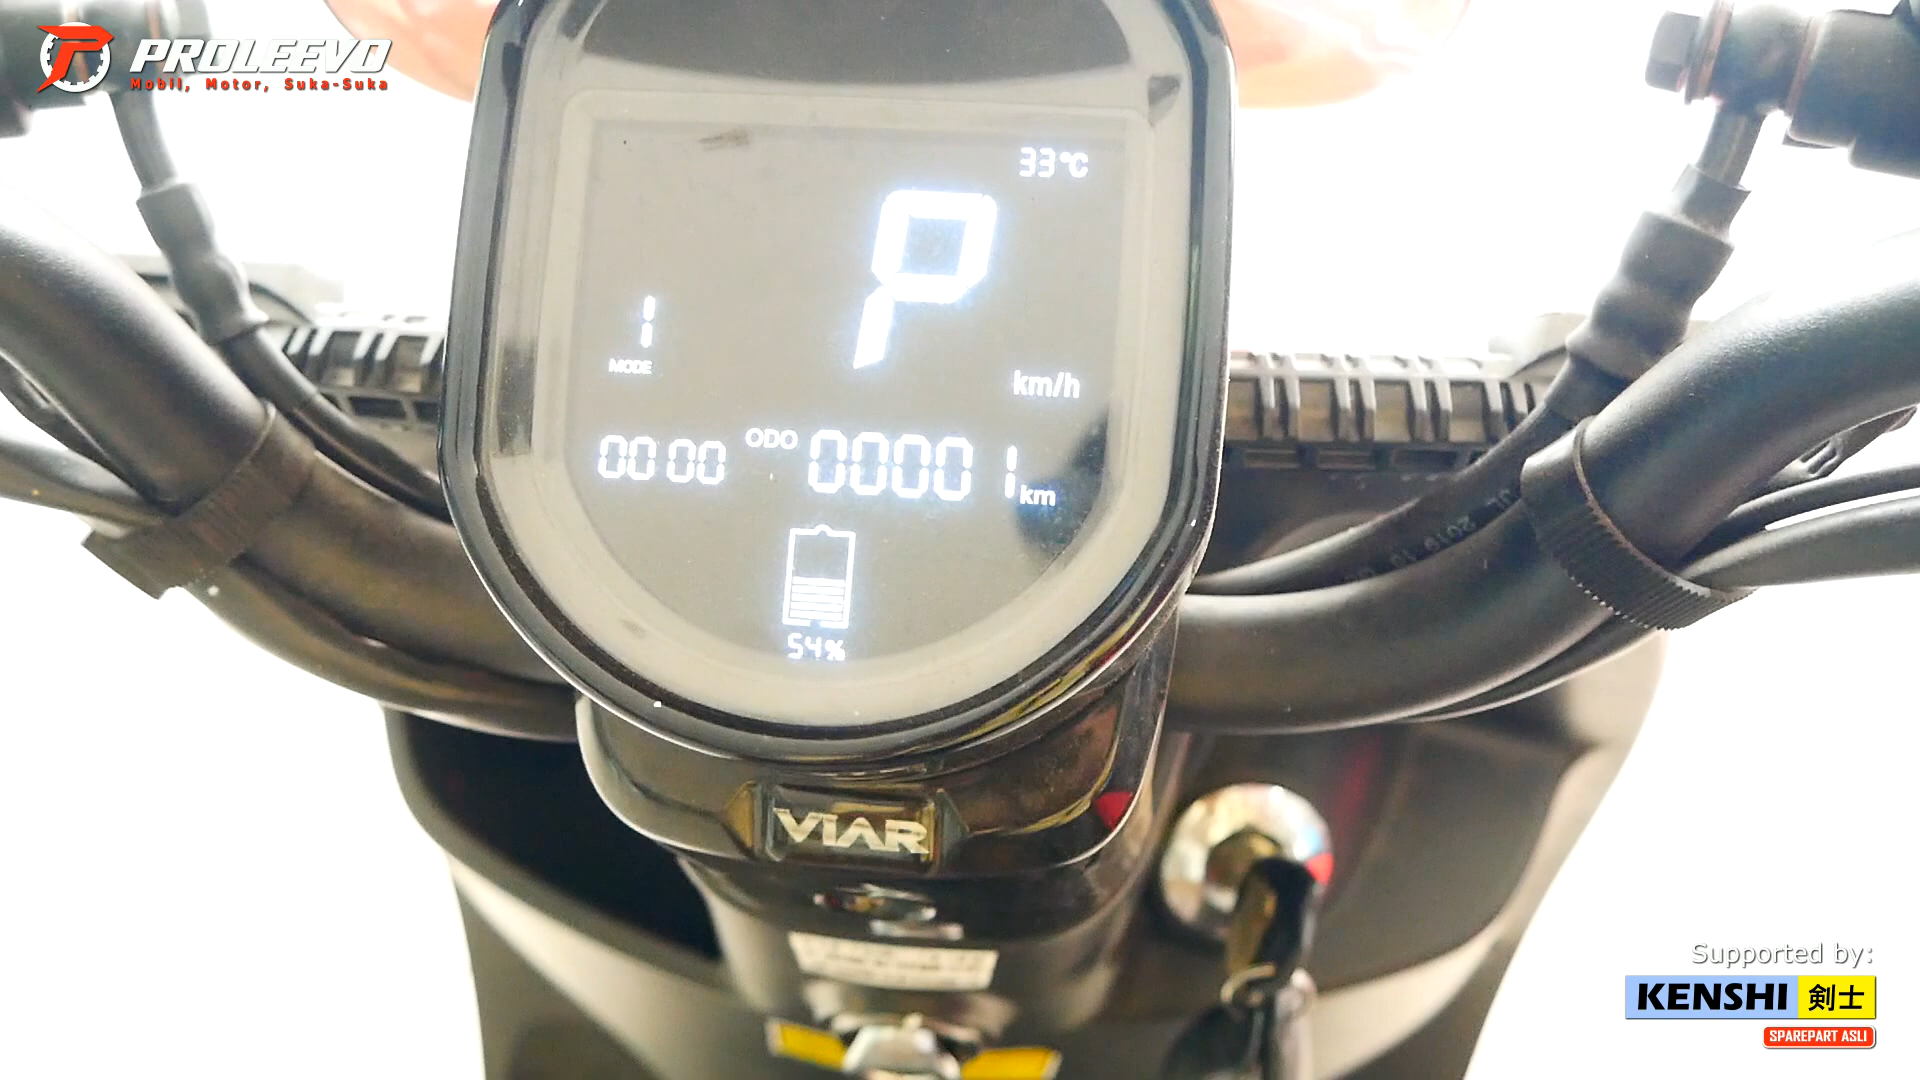 PROLEEVO
Mobil, Motor, Suka-Suka
33°C
P
1
MODE
km/h
00 00
ODO 00001 km
54%
VIAR
Supported by:
KENSHI 剣士
SPAREPART ASLI